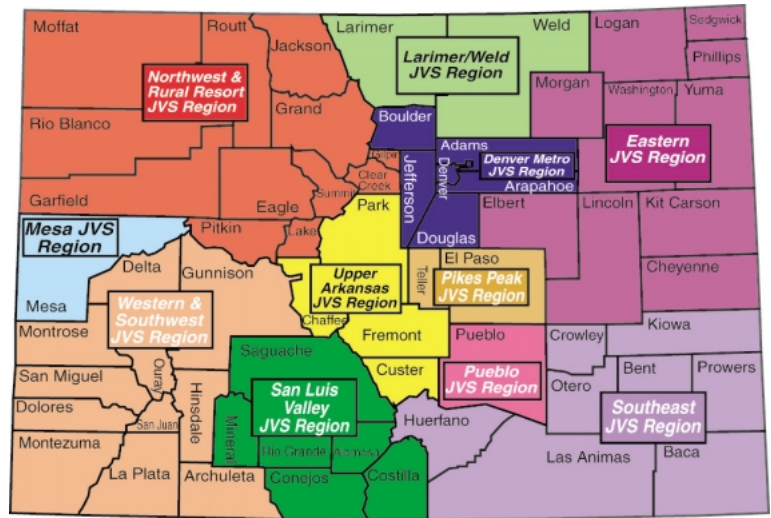 Moffat
Routt
Jackson
Larimer
Weld
Logan
Sedgwick
Phillips
Northwest &
Rural Resort
JVS Region
Larimer/Weld
JVS Region
Morgan
Washington
Yuma
Grand
Rio Blanco
Boulder
Adams
Gilpin
Denver Metro
JVS Region
Eastern
JVS Region
Clear
Creek
Jefferson
Denver
Arapahoe
Garfield
Eagle
Summit
Park
Douglas
Elbert
Lincoln
Kit Carson
Mesa JVS
Region
Pitkin
Lake
Delta
Gunnison
Upper
Arkansas
JVS Region
Teller
El Paso
Pikes Peak
JVS Region
Cheyenne
Mesa
Western &
Southwest
JVS Region
Chaffee
Montrose
Fremont
Pueblo
Crowley
Kiowa
Saguache
San Miguel
Ouray
Custer
Pueblo
JVS Region
Otero
Bent
Prowers
Dolores
Hinsdale
San Luis
Valley
JVS Region
Southeast
JVS Region
San Juan
Mineral
Huerfano
Montezuma
Rio Grande
Alamosa
Las Animas
Baca
La Plata
Archuleta
Conejos
Costilla